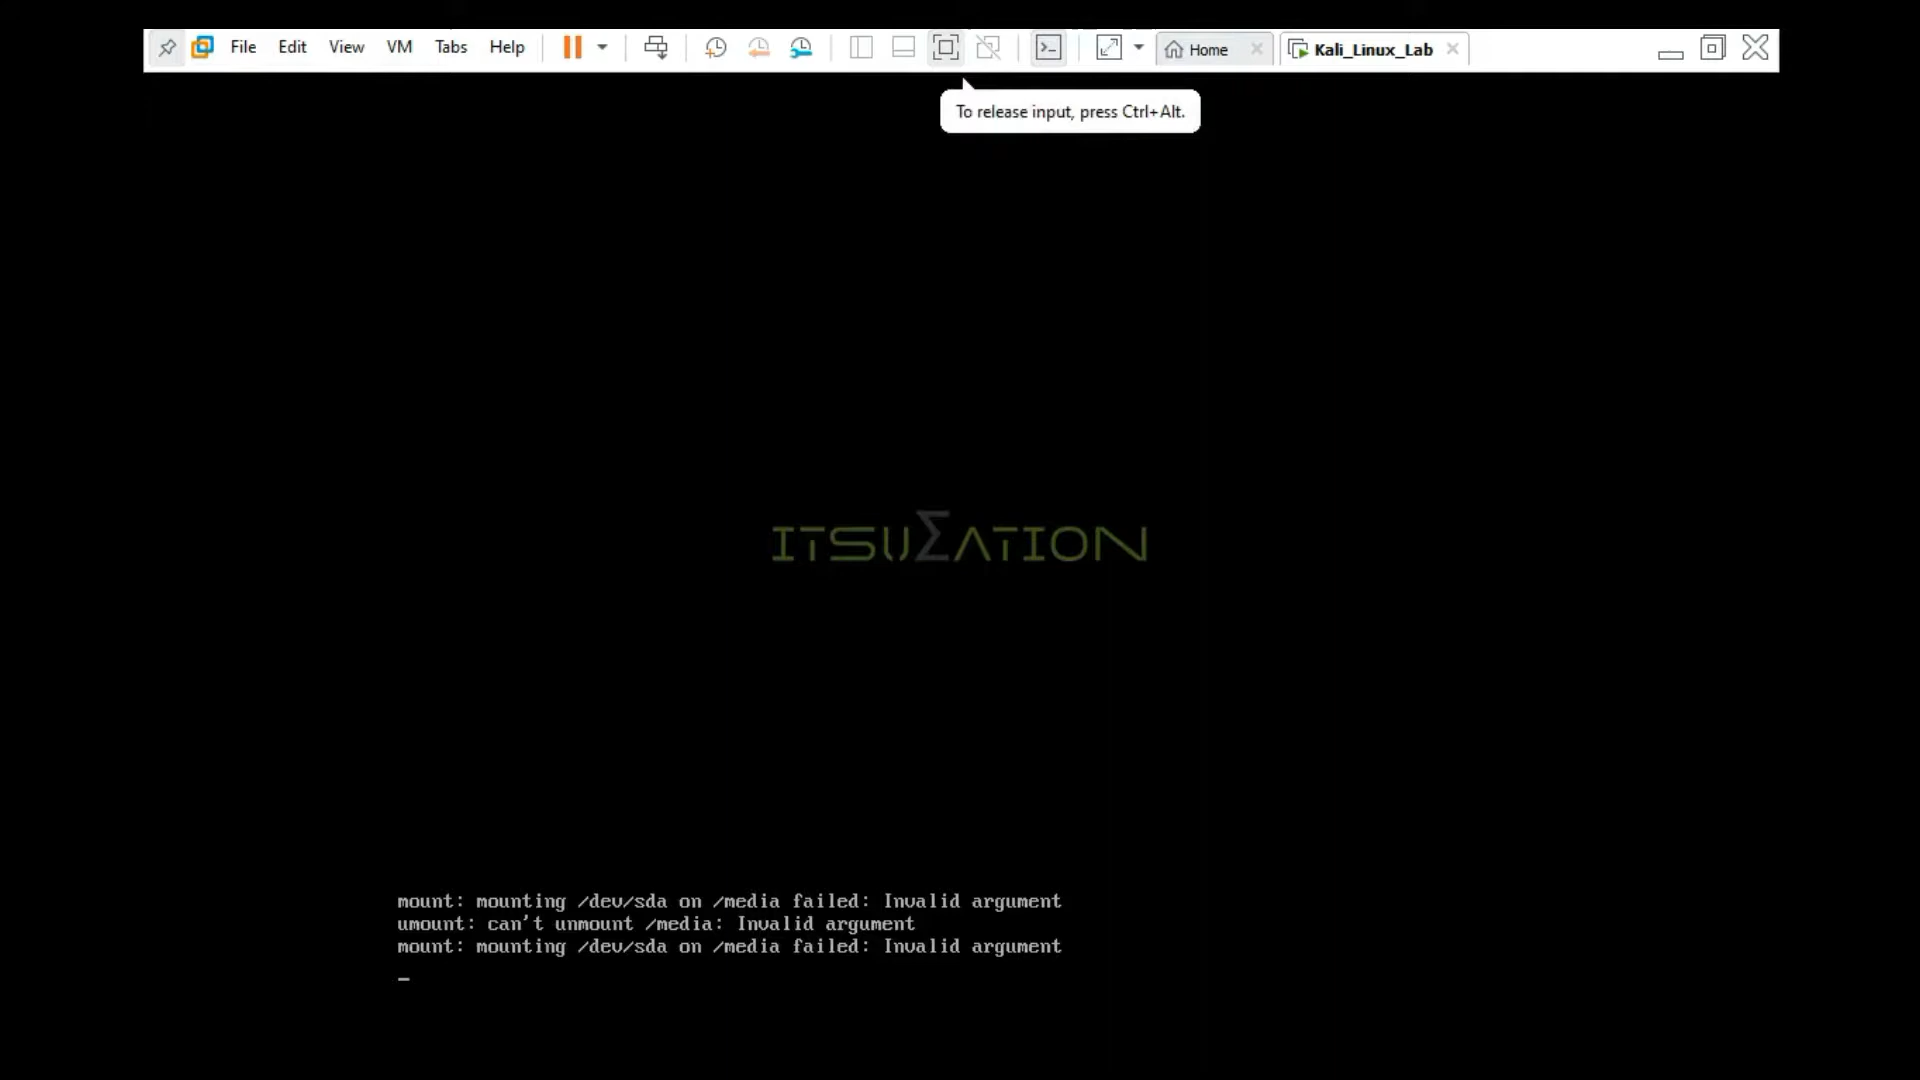 File Edit View VM Tabs Help Home Kali_Linux_Lab
To release input, press Ctrl+Alt.
ITSUΣATION
mount: mounting /dev/sda on /media failed: Invalid argument
umount: can't unmount /media: Invalid argument
mount: mounting /dev/sda on /media failed: Invalid argument